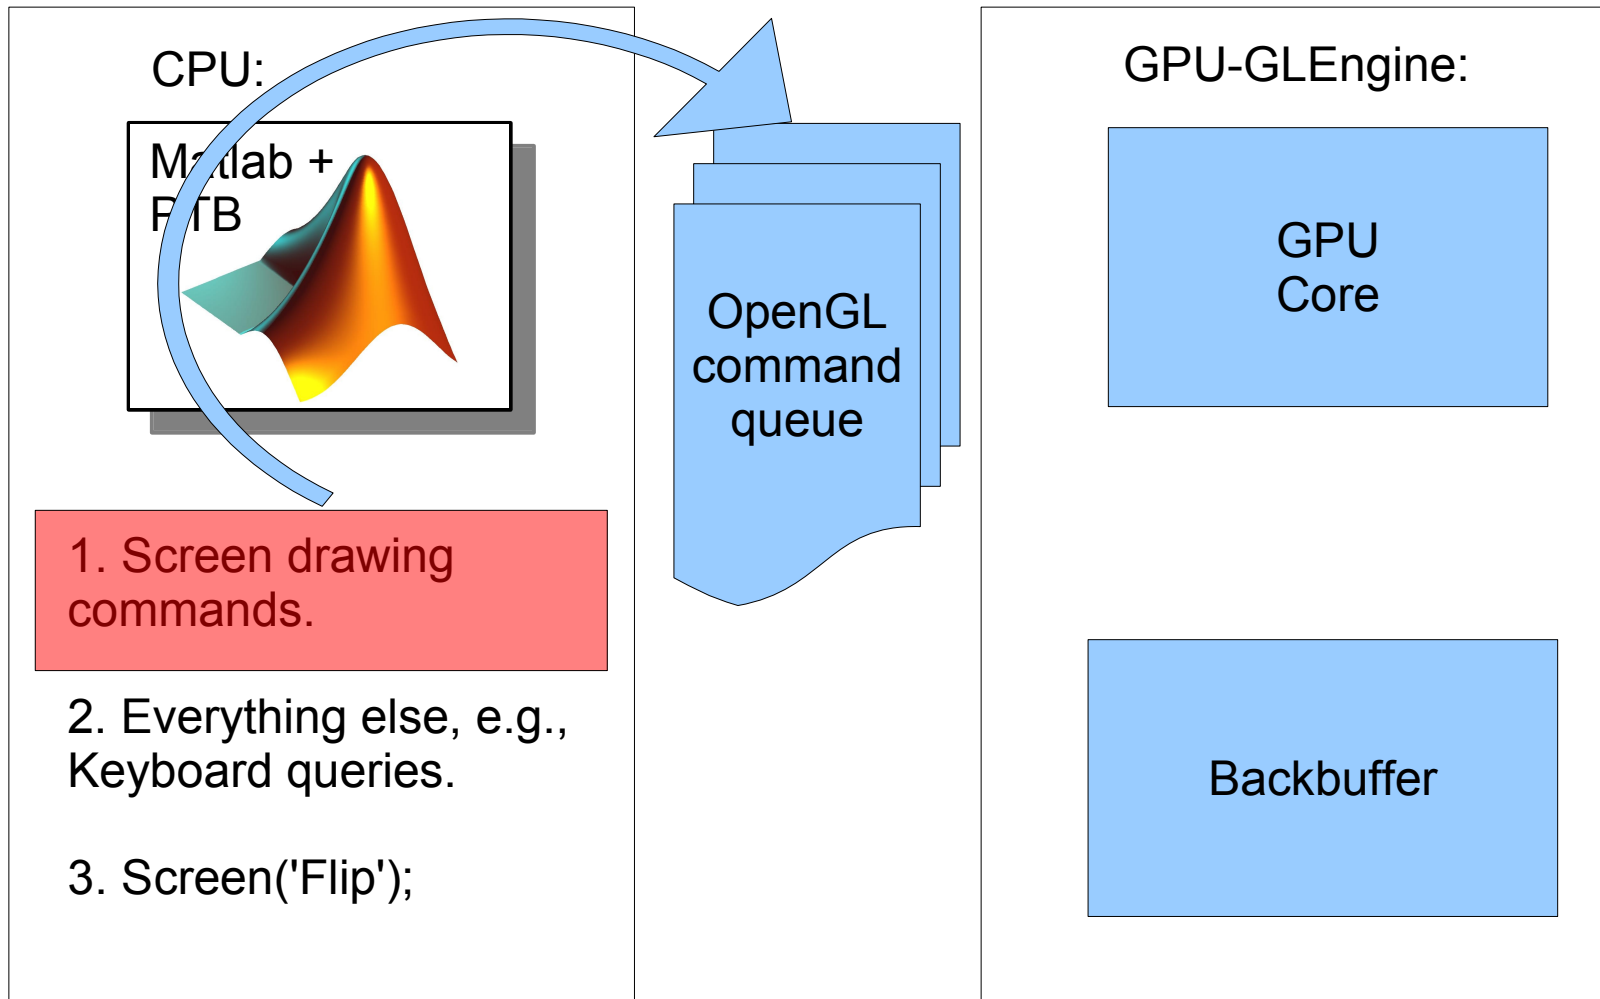 CPU:
Matlab +
PTB
1. Screen drawing
commands.
2. Everything else, e.g.,
Keyboard queries.
3. Screen('Flip');
OpenGL
command
queue
GPU-GLEngine:
GPU
Core
Backbuffer